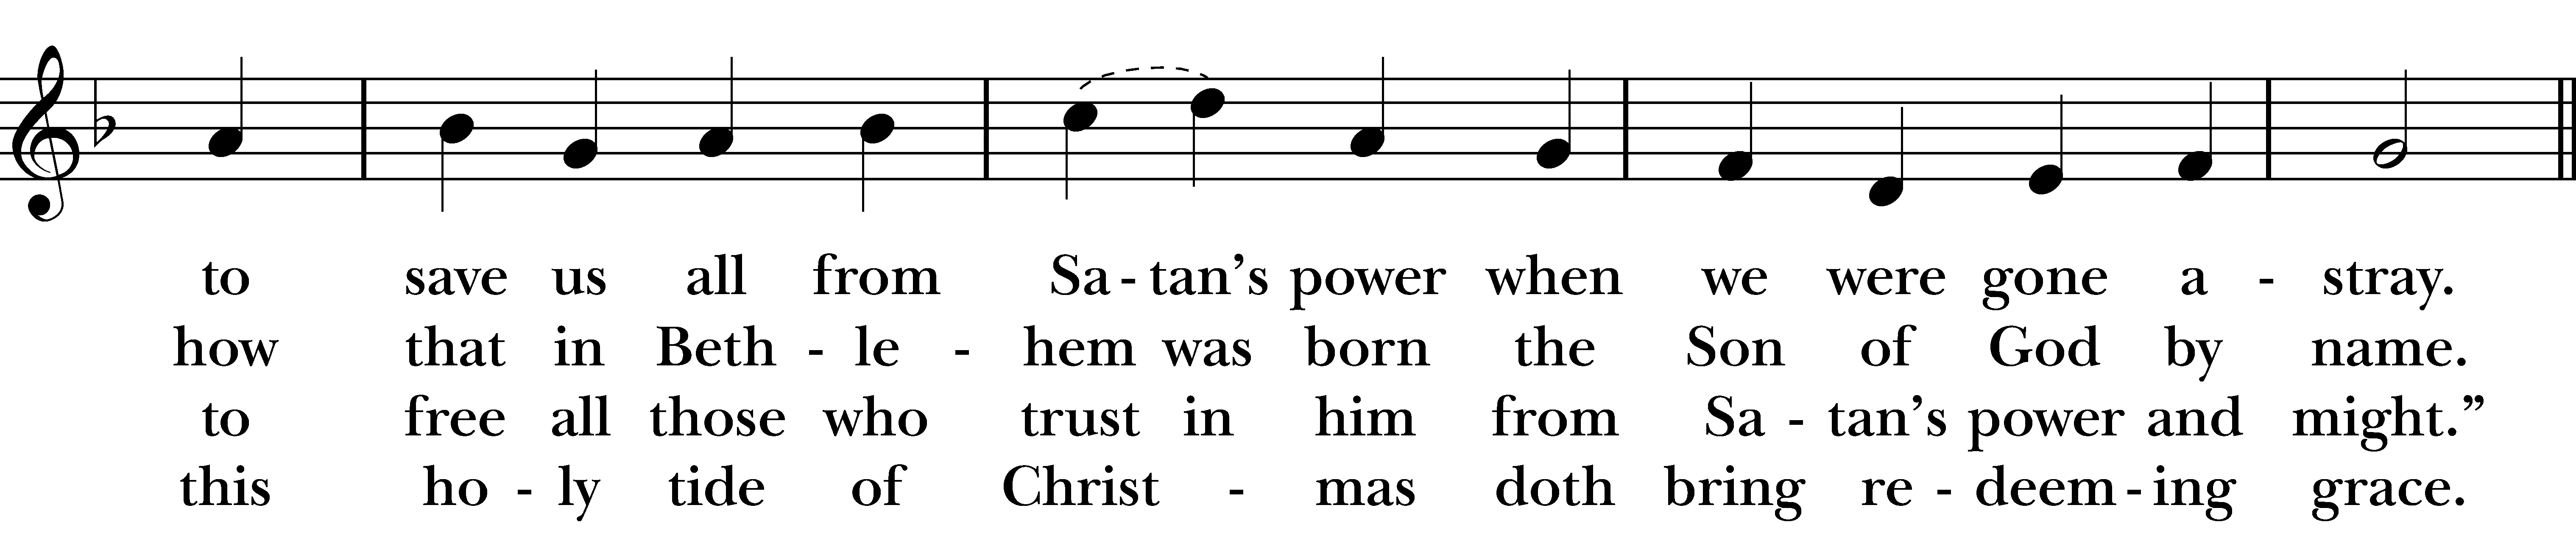 to save us all from Sa - tan’s power when we were gone a - stray.
how that in Beth - le - hem was born the Son of God by name.
to free all those who trust in him from Sa - tan’s power and might.”
this ho - ly tide of Christ - mas doth bring re - deem - ing grace.